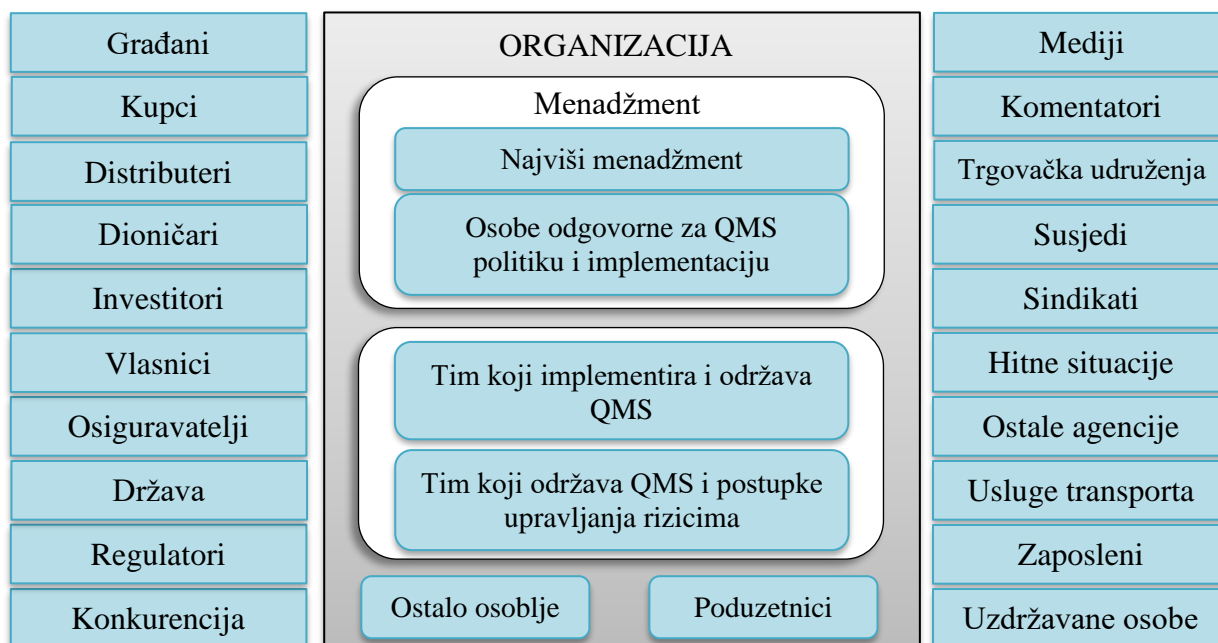 Građani
Kupci
Distributeri
Dioničari
Investitori
Vlasnici
Osiguravatelji
Država
Regulatori
Konkurencija
ORGANIZACIJA
Menadžment
Najviši menadžment
Osobe odgovorne za QMS
politiku i implementaciju
Tim koji implementira i održava
QMS
Tim koji održava QMS i postupke
upravljanja rizicima
Ostalo osoblje
Poduzetnici
Mediji
Komentatori
Trgovačka udruženja
Susjedi
Sindikati
Hitne situacije
Ostale agencije
Usluge transporta
Zaposleni
Uzdržavane osobe